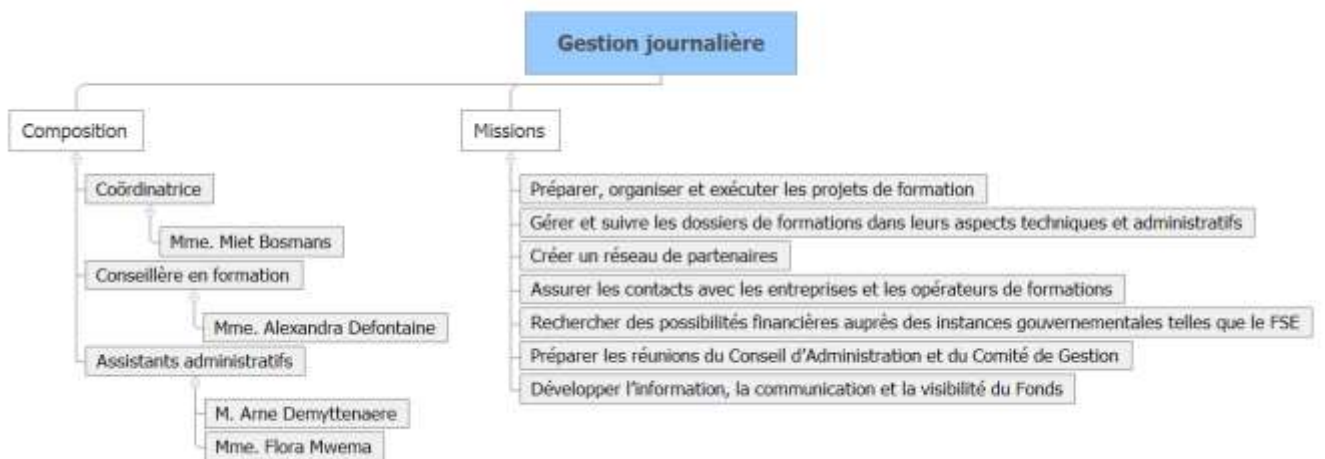 Gestion journalière
Composition
Coördinatrice
Mme. Miet Bosmans
Conseillère en formation
Mme. Alexandra Defontaine
Assistants administratifs
M. Arne Demyttenaere
Mme. Flora Mwema
Missions
Préparer, organiser et exécuter les projets de formation
Gérer et suivre les dossiers de formations dans leurs aspects techniques et administratifs
Créer un réseau de partenaires
Assurer les contacts avec les entreprises et les opérateurs de formations
Rechercher des possibilités financières auprès des instances gouvernementales telles que le FSE
Préparer les réunions du Conseil d'Administration et du Comité de Gestion
Développer l'information, la communication et la visibilité du Fonds